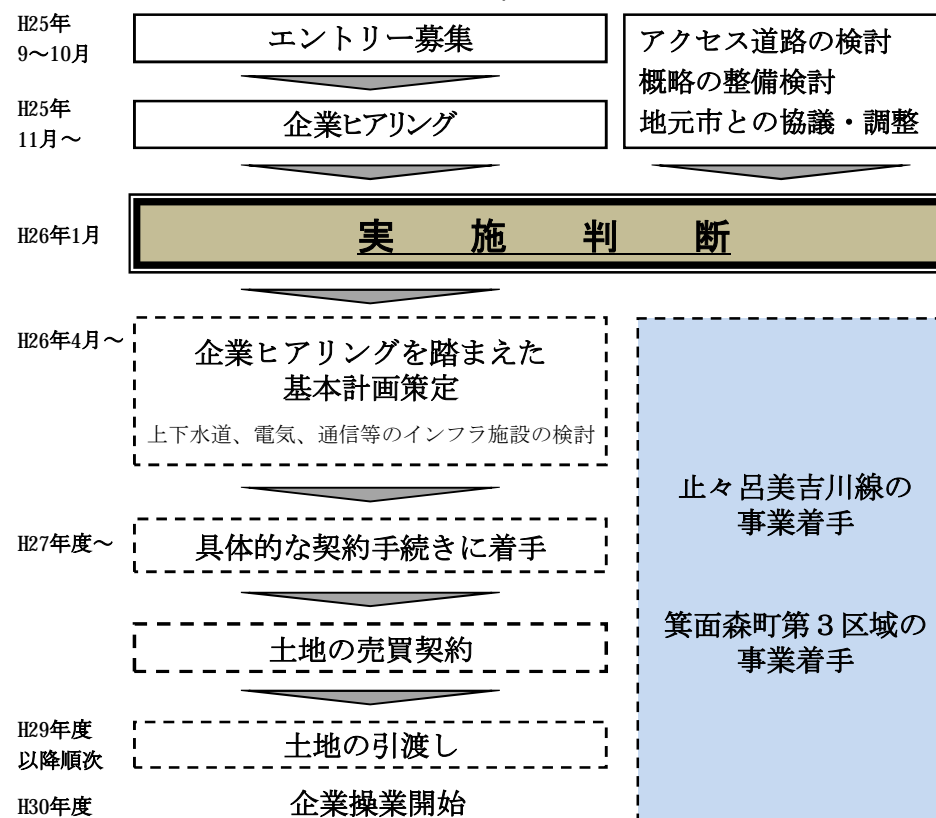 H25年
9～10月
エントリー募集
アクセス道路の検討
概略の整備検討
地元市との協議・調整
H25年
11月～
企業ヒアリング
H26年1月
実施判断
H26年4月～
企業ヒアリングを踏まえた
基本計画策定
上下水道、電気、通信等のインフラ施設の検討
H27年度～
具体的な契約手続きに着手
土地の売買契約
H29年度
以降順次
土地の引渡し
H30年度
企業操業開始
止々呂美吉川線の
事業着手
箕面森町第３区域の
事業着手